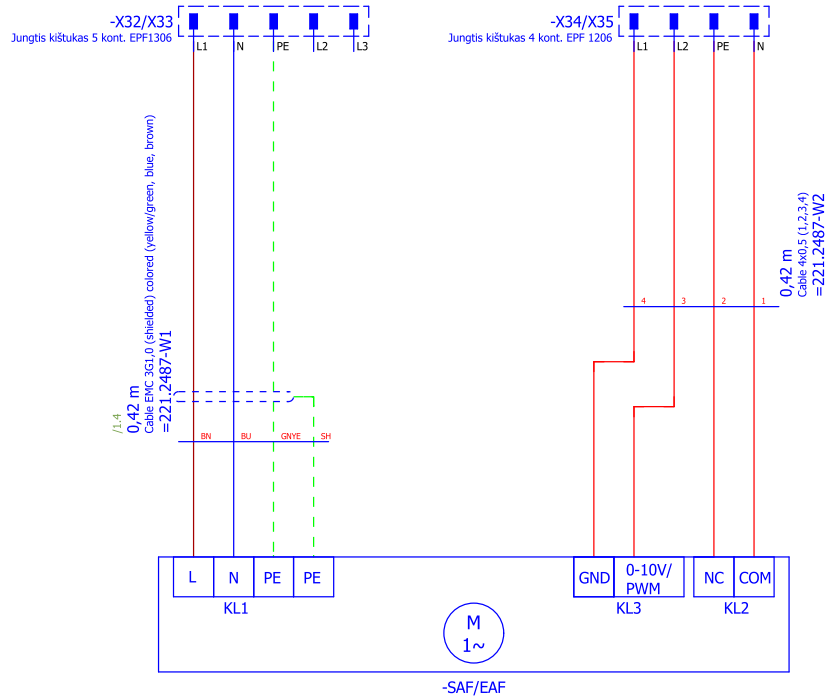 -X32/X33
Jungtis kištukas 5 kont. EPF1306
L1
N
PE
L2
L3
-X34/X35
Jungtis kištukas 4 kont. EPF 1206
L1
L2
PE
N
/1.4
0,42 m
Cable EMC 3G1,0 (shielded) colored (yellow/green, blue, brown)
=221.2487-W1
BN
BU
GNYE
SH
0,42 m
Cable 4x0,5 (1,2,3,4)
=221.2487-W2
4
3
2
1
L
N
PE
PE
KL1
GND
0-10V/
PWM
KL3
NC
COM
KL2
M
1~
-SAF/EAF